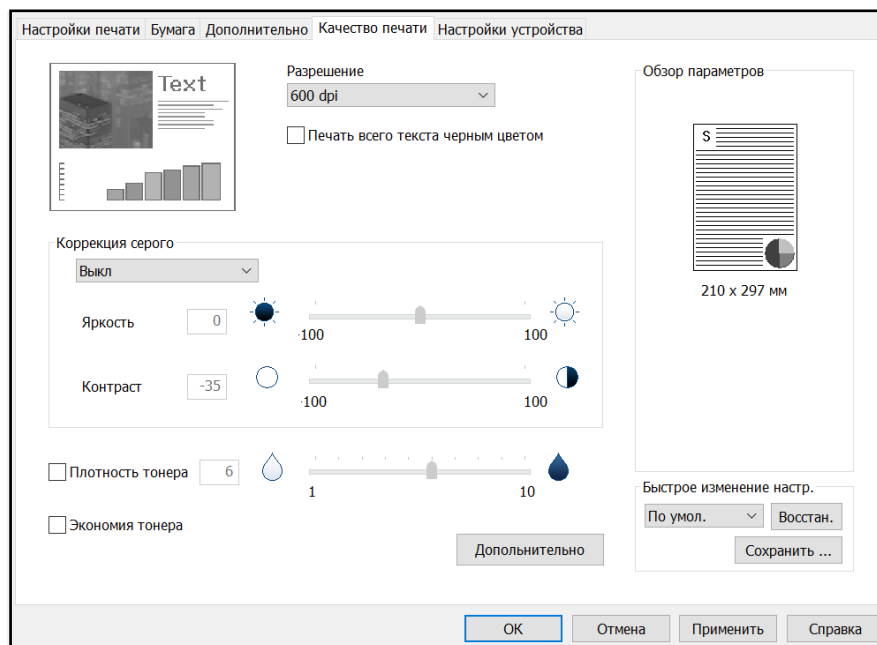 Настройки печати Бумага Дополнительно Качество печати Настройки устройства
Text
Разрешение
600 dpi
Печать всего текста черным цветом
Обзор параметров
S
210 x 297 мм
Коррекция серого
Выкл
Яркость 0
-100 100
Контраст -35
-100 100
Плотность тонера 6
1 10
Экономия тонера
Допольнительно
Быстрое изменение настр.
По умол. Восстан.
Сохранить ...
ОК Отмена Применить Справка